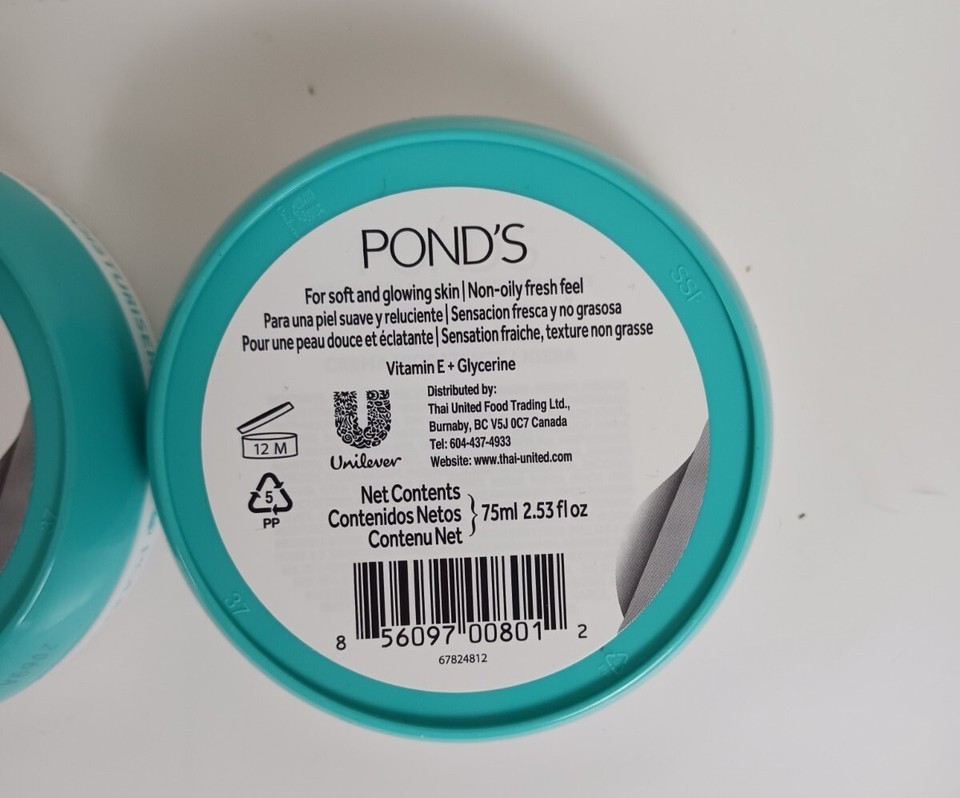 POND'S
For soft and glowing skin | Non-oily fresh feel
Para una piel suave y reluciente | Sensacion fresca y no grasosa
Pour une peau douce et éclatante | Sensation fraiche, texture non grasse
Vitamin E + Glycerine
12 M
Unilever
Distributed by:
Thai United Food Trading Ltd.,
Burnaby, BC V5J 0C7 Canada
Tel: 604-437-4933
Website: www.thai-united.com
5
PP
Net Contents
Contenidos Netos
Contenu Net
75ml 2.53 fl oz
8 56097 00801 2
67824812
37